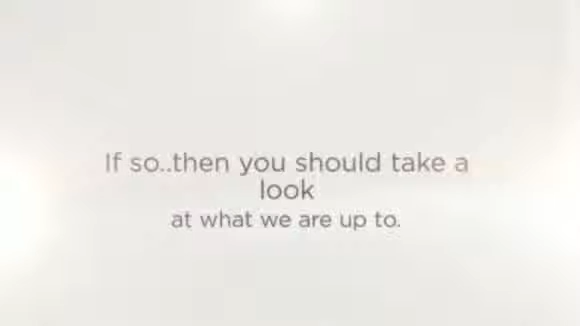 If so..then you should take a
look
at what we are up to.